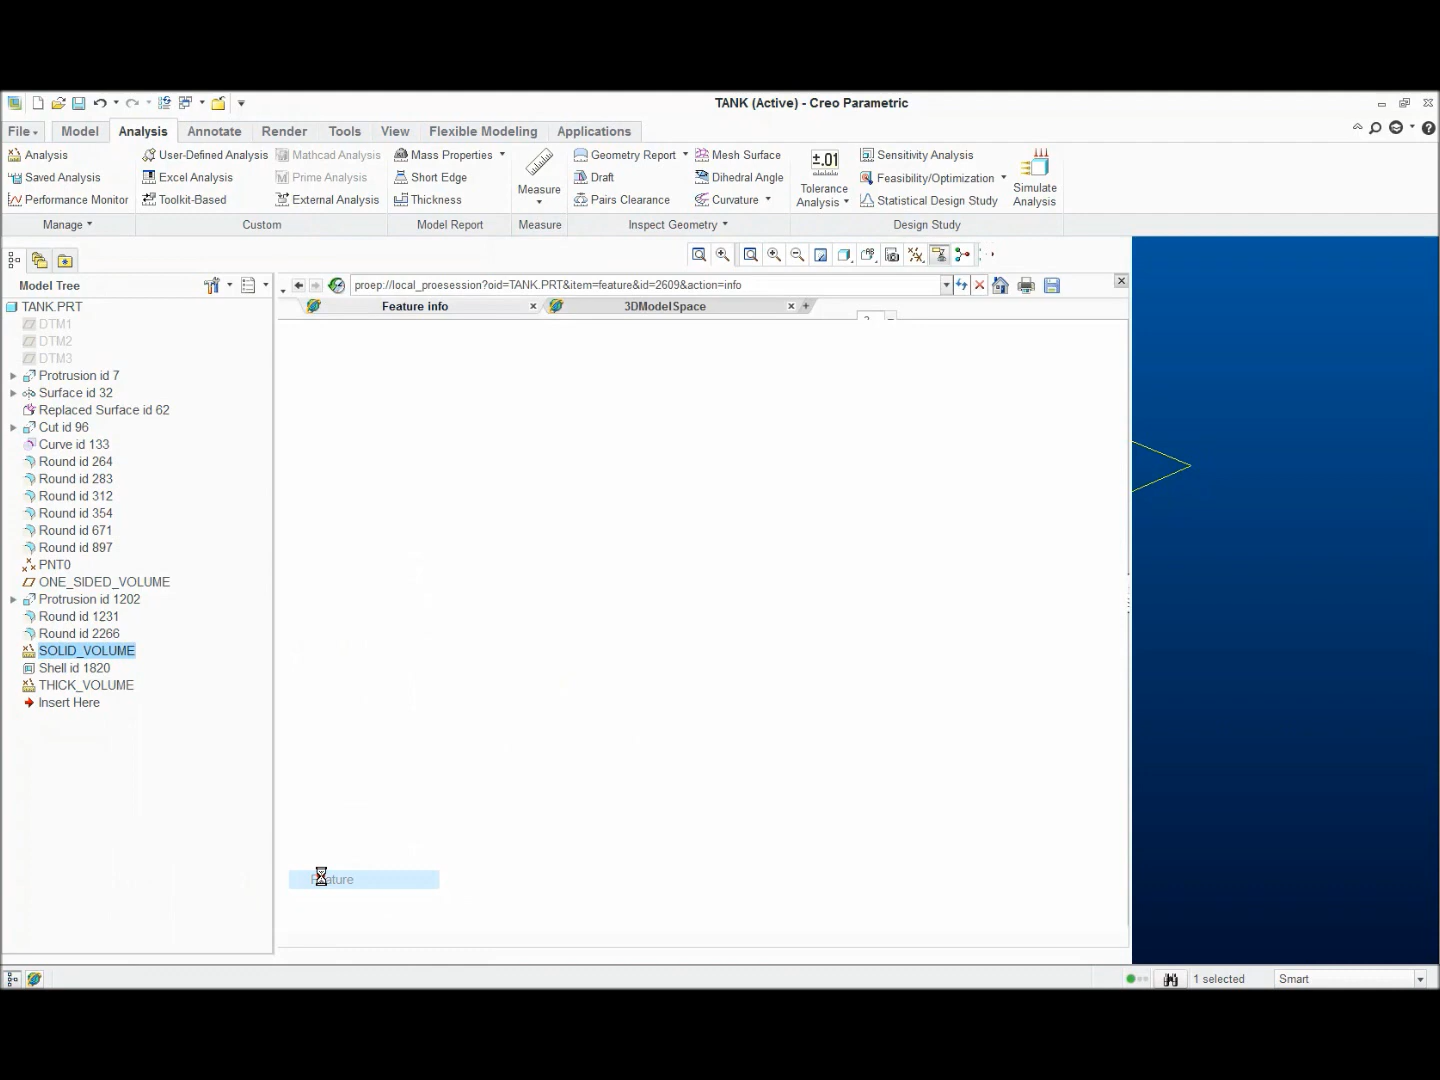 TANK (Active) - Creo Parametric
File Model Analysis Annotate Render Tools View Flexible Modeling Applications
Analysis User-Defined Analysis Mathcad Analysis Mass Properties Geometry Report Mesh Surface Sensitivity Analysis
Saved Analysis Excel Analysis Prime Analysis Short Edge Draft Dihedral Angle Feasibility/Optimization
Performance Monitor Toolkit-Based External Analysis Thickness Pairs Clearance Curvature Statistical Design Study
Measure
±.01
Tolerance
Analysis
Simulate
Analysis
Manage Custom Model Report Measure Inspect Geometry Design Study
Model Tree
proep://local_proesession?oid=TANK.PRT&item=feature&id=2609&action=info
Feature info 3DModelSpace
TANK.PRT
DTM1
DTM2
DTM3
Protrusion id 7
Surface id 32
Replaced Surface id 62
Cut id 96
Curve id 133
Round id 264
Round id 283
Round id 312
Round id 354
Round id 671
Round id 897
PNT0
ONE_SIDED_VOLUME
Protrusion id 1202
Round id 1231
Round id 2266
SOLID_VOLUME
Shell id 1820
THICK_VOLUME
Insert Here
Feature
1 selected Smart